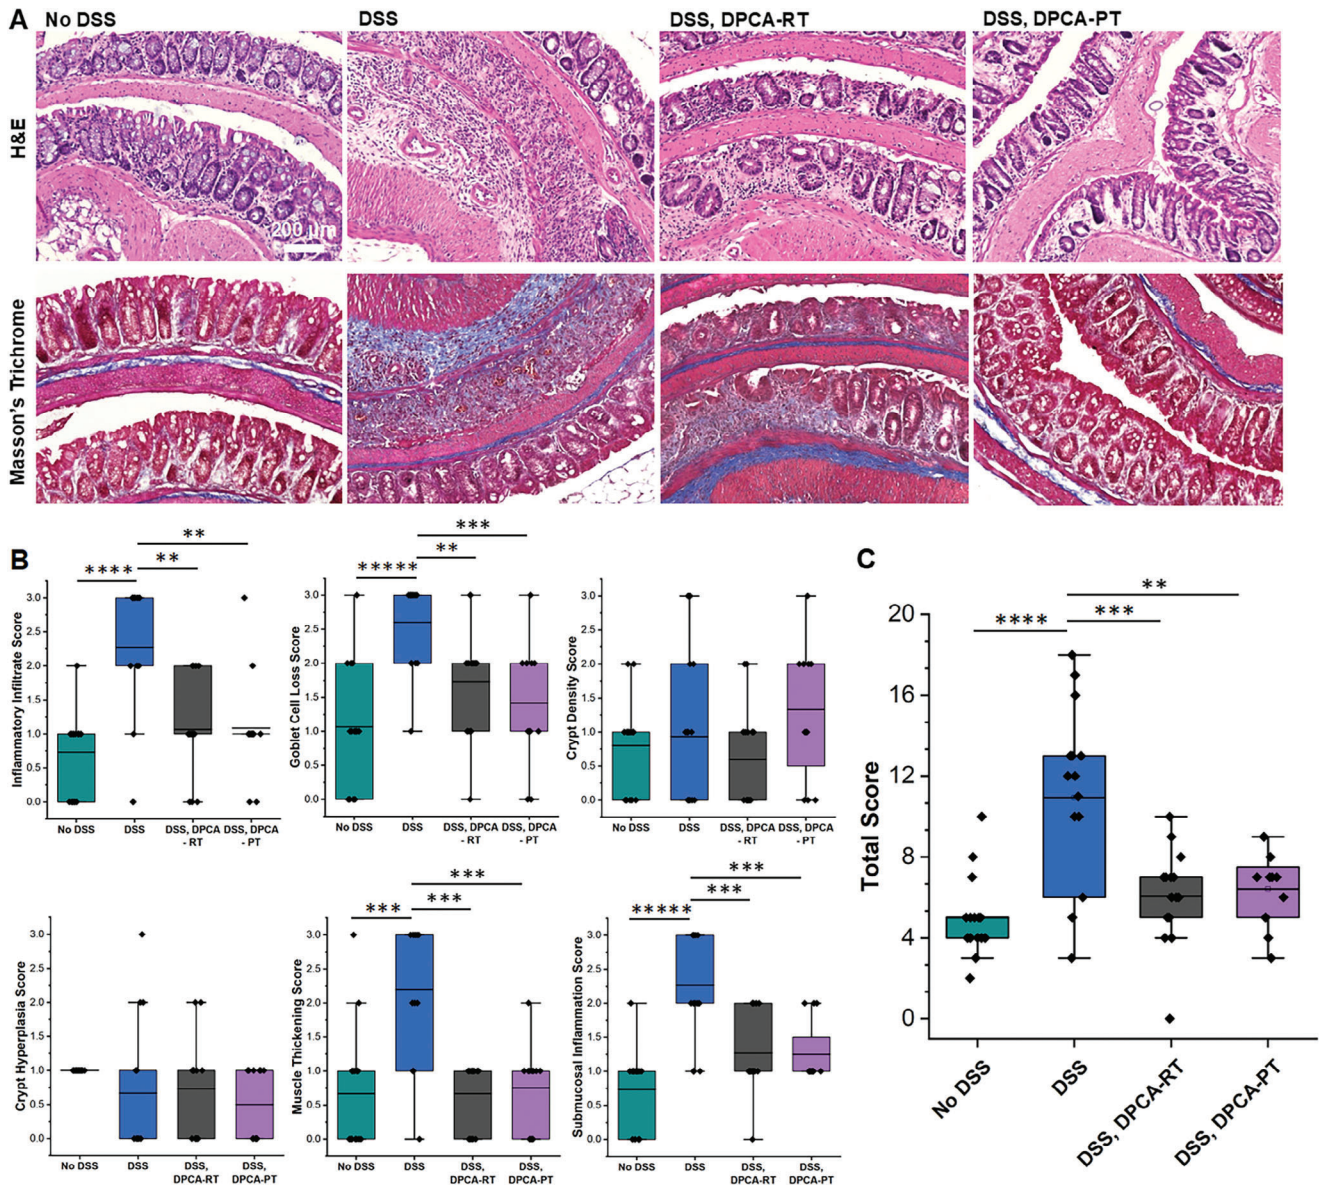 A
No DSS
DSS
DSS, DPCA-RT
DSS, DPCA-PT
H&E
200 µm
Masson's Trichrome
B
**
**
****
Inflammatory Infiltrate Score
3.0
2.5
2.0
1.5
1.0
0.5
0.0
No DSS
DSS
DSS, DPCA
- RT
DSS, DPCA
- PT
***
**
*****
Goblet Cell Loss Score
3.0
2.5
2.0
1.5
1.0
0.5
0.0
No DSS
DSS
DSS, DPCA
- RT
DSS, DPCA
- PT
Crypt Density Score
3.0
2.5
2.0
1.5
1.0
0.5
0.0
No DSS
DSS
DSS, DPCA
- RT
DSS, DPCA
- PT
Crypt Hyperplasia Score
3.0
2.5
2.0
1.5
1.0
0.5
0.0
No DSS
DSS
DSS,
DPCA-RT
DSS,
DPCA-PT
***
***
***
Muscle Thickening Score
3.0
2.5
2.0
1.5
1.0
0.5
0.0
No DSS
DSS
DSS,
DPCA-RT
DSS,
DPCA-PT
***
***
*****
Submucosal Inflammation Score
3.0
2.5
2.0
1.5
1.0
0.5
0.0
No DSS
DSS
DSS,
DPCA-RT
DSS,
DPCA-PT
C
**
***
****
Total Score
20
16
12
8
4
0
No DSS
DSS
DSS, DPCA-RT
DSS, DPCA-PT